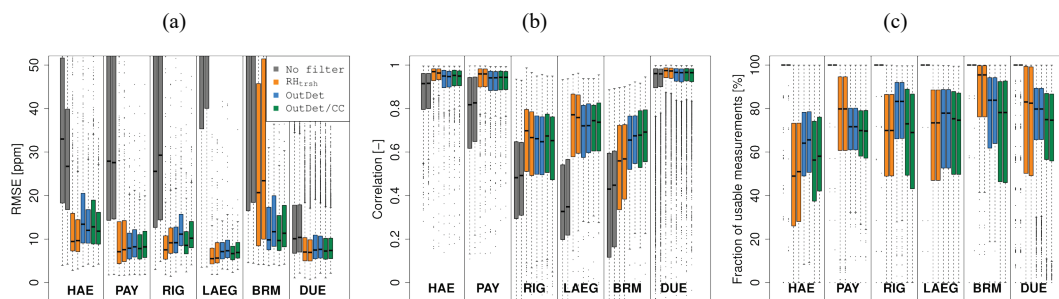 (a)
(b)
(c)
RMSE [ppm]
50
40
30
20
10
0
No filter
RHtrsh
OutDet
OutDet/CC
HAE PAY RIG LAEG BRM DUE
Correlation [–]
1
0.8
0.6
0.4
0.2
0
HAE PAY RIG LAEG BRM DUE
Fraction of usable measurements [%]
100
80
60
40
20
0
HAE PAY RIG LAEG BRM DUE